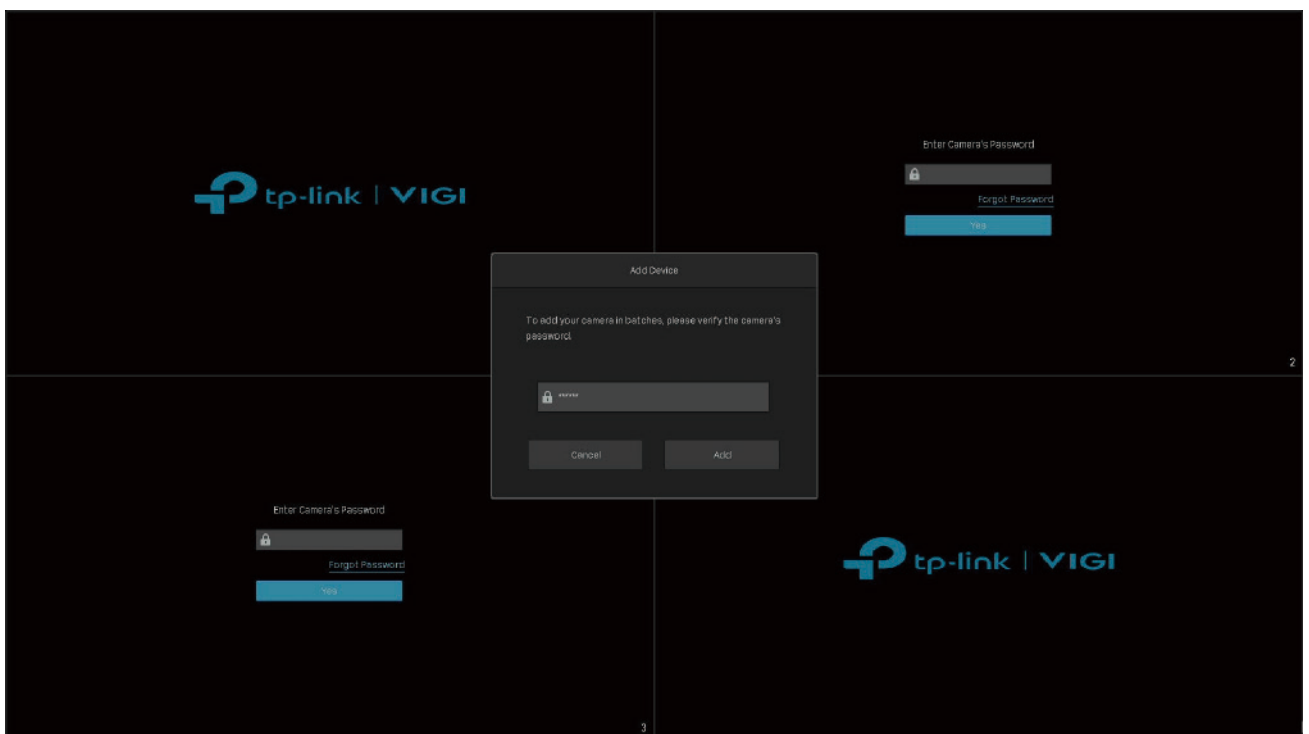 tp-link | VIGI
Enter Camera's Password
Forgot Password
Yes
2
Add Device
To add your camera in batches, please verify the camera's
password.
******
Cancel
Add
Enter Camera's Password
Forgot Password
Yes
3
tp-link | VIGI